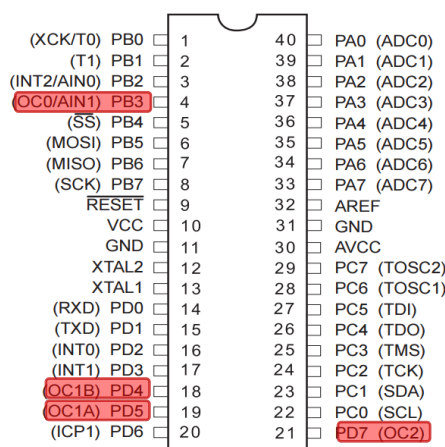 (XCK/T0) PB0 1 40 PA0 (ADC0)
(T1) PB1 2 39 PA1 (ADC1)
(INT2/AIN0) PB2 3 38 PA2 (ADC2)
(OC0/AIN1) PB3 4 37 PA3 (ADC3)
(SS) PB4 5 36 PA4 (ADC4)
(MOSI) PB5 6 35 PA5 (ADC5)
(MISO) PB6 7 34 PA6 (ADC6)
(SCK) PB7 8 33 PA7 (ADC7)
RESET 9 32 AREF
VCC 10 31 GND
GND 11 30 AVCC
XTAL2 12 29 PC7 (TOSC2)
XTAL1 13 28 PC6 (TOSC1)
(RXD) PD0 14 27 PC5 (TDI)
(TXD) PD1 15 26 PC4 (TDO)
(INT0) PD2 16 25 PC3 (TMS)
(INT1) PD3 17 24 PC2 (TCK)
(OC1B) PD4 18 23 PC1 (SDA)
(OC1A) PD5 19 22 PC0 (SCL)
(ICP1) PD6 20 21 PD7 (OC2)